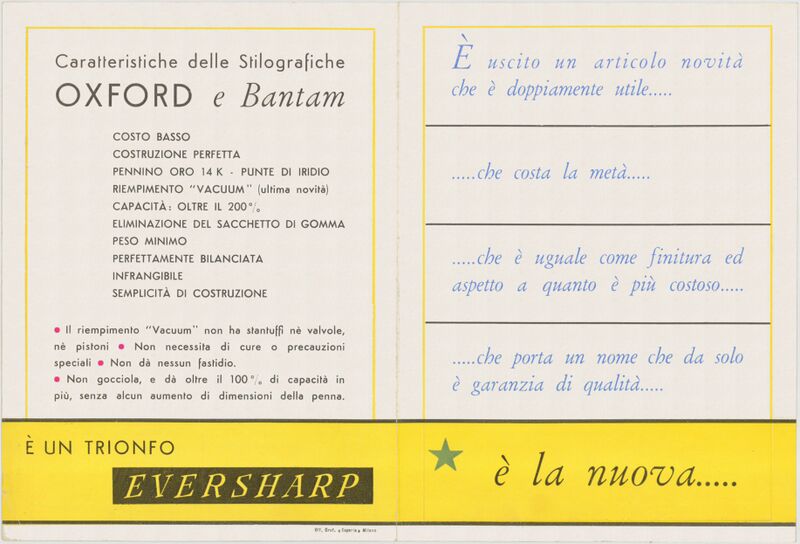 Caratteristiche delle Stilografiche
OXFORD e Bantam
COSTO BASSO
COSTRUZIONE PERFETTA
PENNINO ORO 14 K - PUNTE DI IRIDIO
RIEMPIMENTO "VACUUM" (ultima novità)
CAPACITÀ: OLTRE IL 200%
ELIMINAZIONE DEL SACCHETTO DI GOMMA
PESO MINIMO
PERFETTAMENTE BILANCIATA
INFRANGIBILE
SEMPLICITÀ DI COSTRUZIONE
● Il riempimento "Vacuum" non ha stantuffi nè valvole,
nè pistoni ● Non necessita di cure o precauzioni
speciali ● Non dà nessun fastidio.
● Non gocciola, e dà oltre il 100% di capacità in
più, senza alcun aumento di dimensioni della penna.
È UN TRIONFO
EVERSHARP
Graf. "Esperia" Milano
È uscito un articolo novità
che è doppiamente utile.....
.....che costa la metà.....
.....che è uguale come finitura ed
aspetto a quanto è più costoso.....
.....che porta un nome che da solo
è garanzia di qualità.....
è la nuova.....